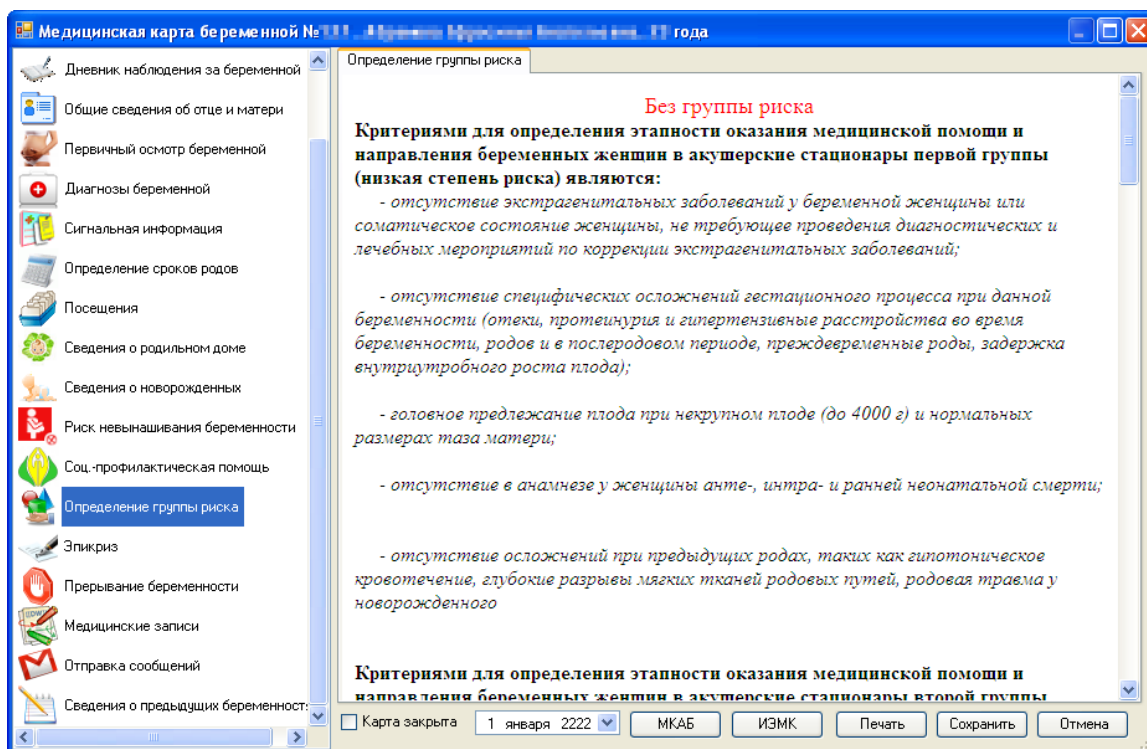 Медицинская карта беременной № года
Дневник наблюдения за беременной
Общие сведения об отце и матери
Первичный осмотр беременной
Диагнозы беременной
Сигнальная информация
Определение сроков родов
Посещения
Сведения о родильном доме
Сведения о новорожденных
Риск невынашивания беременности
Соц.-профилактическая помощь
Определение группы риска
Эпикриз
Прерывание беременности
Медицинские записи
Отправка сообщений
Сведения о предыдущих беременност
Определение группы риска
Без группы риска
Критериями для определения этапности оказания медицинской помощи и
направления беременных женщин в акушерские стационары первой группы
(низкая степень риска) являются:
- отсутствие экстрагенитальных заболеваний у беременной женщины или
соматическое состояние женщины, не требующее проведения диагностических и
лечебных мероприятий по коррекции экстрагенитальных заболеваний;
- отсутствие специфических осложнений гестационного процесса при данной
беременности (отеки, протеинурия и гипертензивные расстройства во время
беременности, родов и в послеродовом периоде, преждевременные роды, задержка
внутриутробного роста плода);
- головное предлежание плода при некрупном плоде (до 4000 г) и нормальных
размерах таза матери;
- отсутствие в анамнезе у женщины анте-, интра- и ранней неонатальной смерти;
- отсутствие осложнений при предыдущих родах, таких как гипотоническое
кровотечение, глубокие разрывы мягких тканей родовых путей, родовая травма у
новорожденного
Критериями для определения этапности оказания медицинской помощи и
направления беременных женщин в акушерские стационары второй группы
Карта закрыта
1 января 2222
МКАБ
ИЭМК
Печать
Сохранить
Отмена